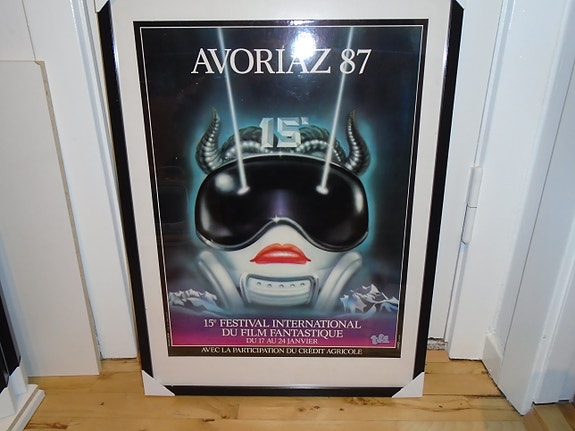 AVORIAZ 87
15e
15e FESTIVAL INTERNATIONAL
DU FILM FANTASTIQUE
DU 17 AU 24 JANVIER
AVEC LA PARTICIPATION DU CRÉDIT AGRICOLE